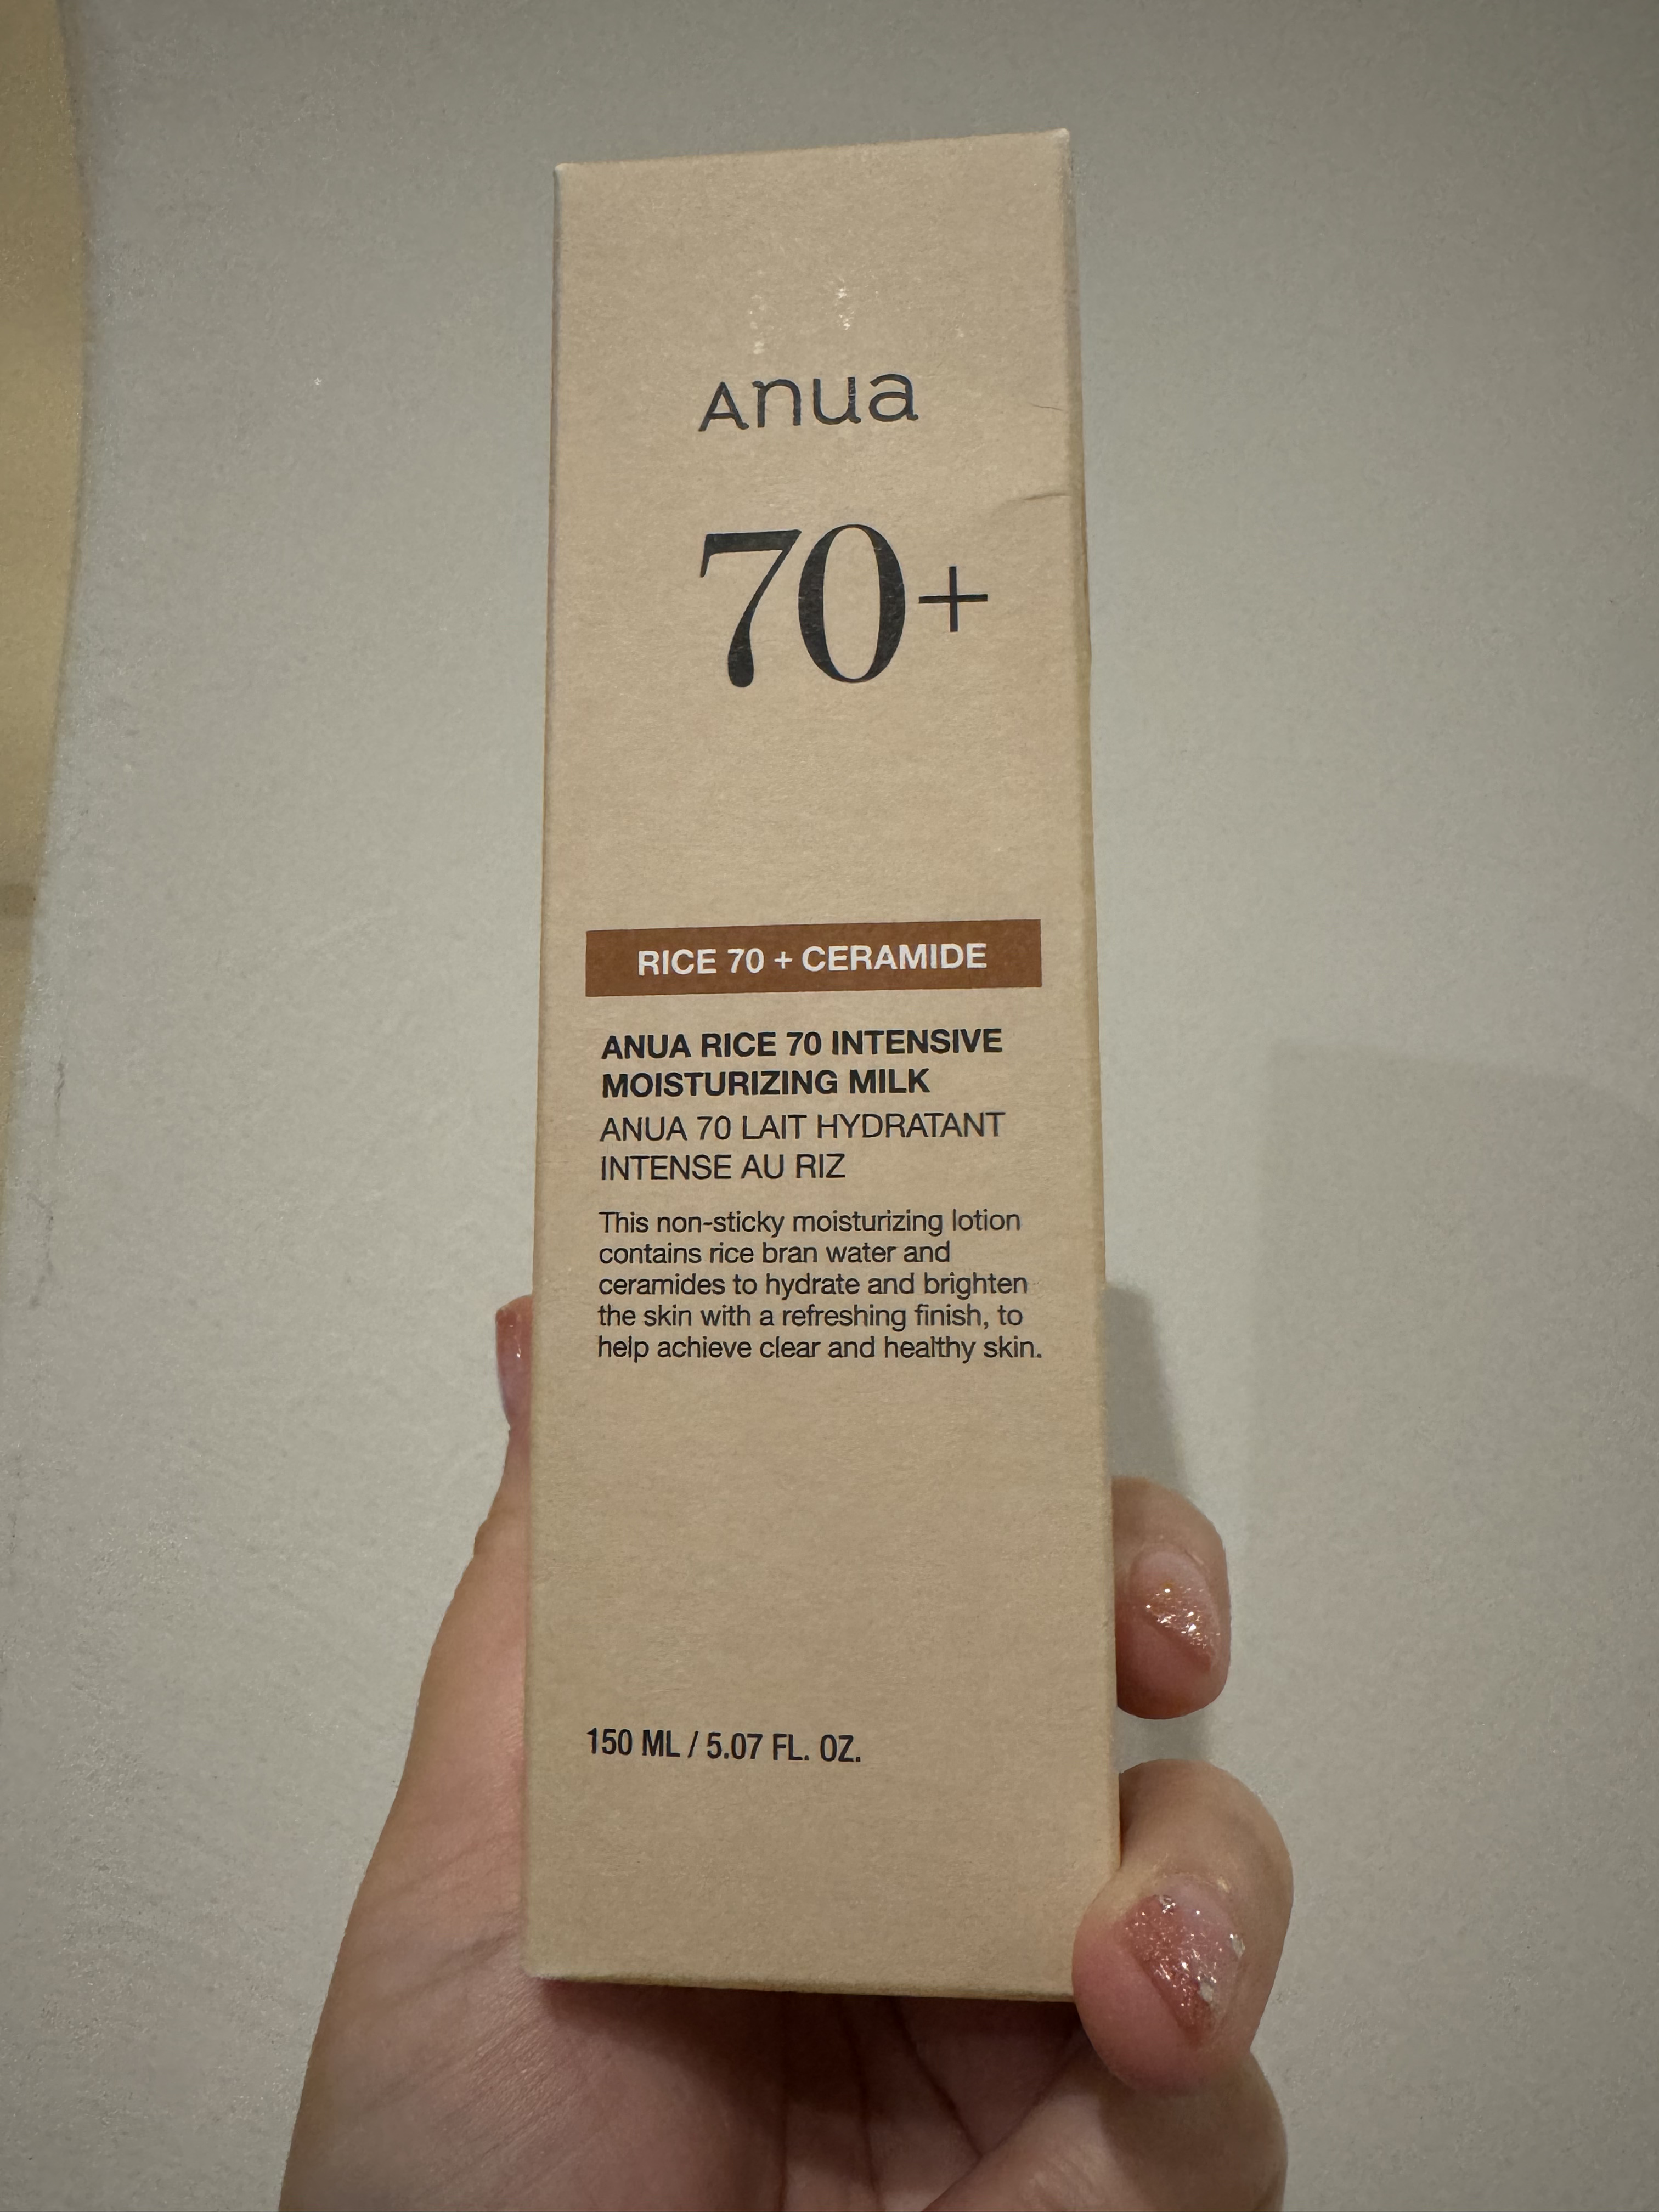 Anua
70+
RICE 70 + CERAMIDE
ANUA RICE 70 INTENSIVE
MOISTURIZING MILK
ANUA 70 LAIT HYDRATANT
INTENSE AU RIZ
This non-sticky moisturizing lotion
contains rice bran water and
ceramides to hydrate and brighten
the skin with a refreshing finish, to
help achieve clear and healthy skin.
150 ML / 5.07 FL. OZ.